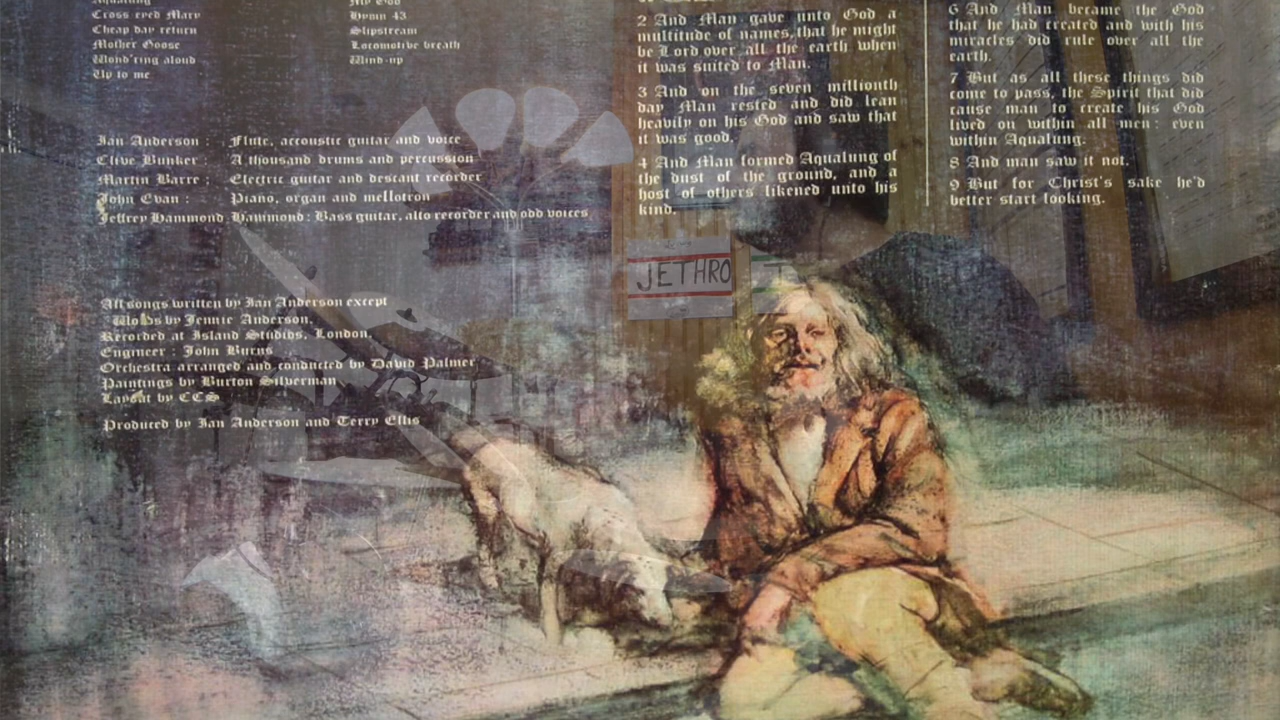 Cross eyed Mary
Cheap day return
Mother Goose
Wond'ring aloud
Up to me
My God
Hymn 43
Slipstream
Locomotive breath
Wind-up
Ian Anderson : Flute, accoustic guitar and voice
Clive Bunker : A thousand drums and percussion
Martin Barre : Electric guitar and descant recorder
John Evan : Piano, organ and mellotron
Jeffrey Hammond Hammond : Bass guitar, alto recorder and odd voices
All songs written by Ian Anderson except
by Jennie Anderson.
Recorded at Island Studios, London.
Engineer : John Burns
Orchestra arranged and conducted by David Palmer
Paintings by Burton Silverman
Layout by CCS
Produced by Ian Anderson and Terry Ellis
2 And Man gave unto God a
multitude of names, that he might
be Lord over all the earth when
it was suited to Man.
3 And on the seven millionth
day Man rested and did lean
heavily on his God and saw that
it was good.
4 And Man formed Aqualung of
the dust of the ground, and a
host of others likened unto his
kind.
6 And Man became the God
that he had created and with his
miracles did rule over all the
earth.
7 But as all these things did
come to pass, the Spirit that did
cause man to create his God
lived on within all men : even
within Aqualung.
8 And man saw it not.
9 But for Christ's sake he'd
better start looking.
JETHRO